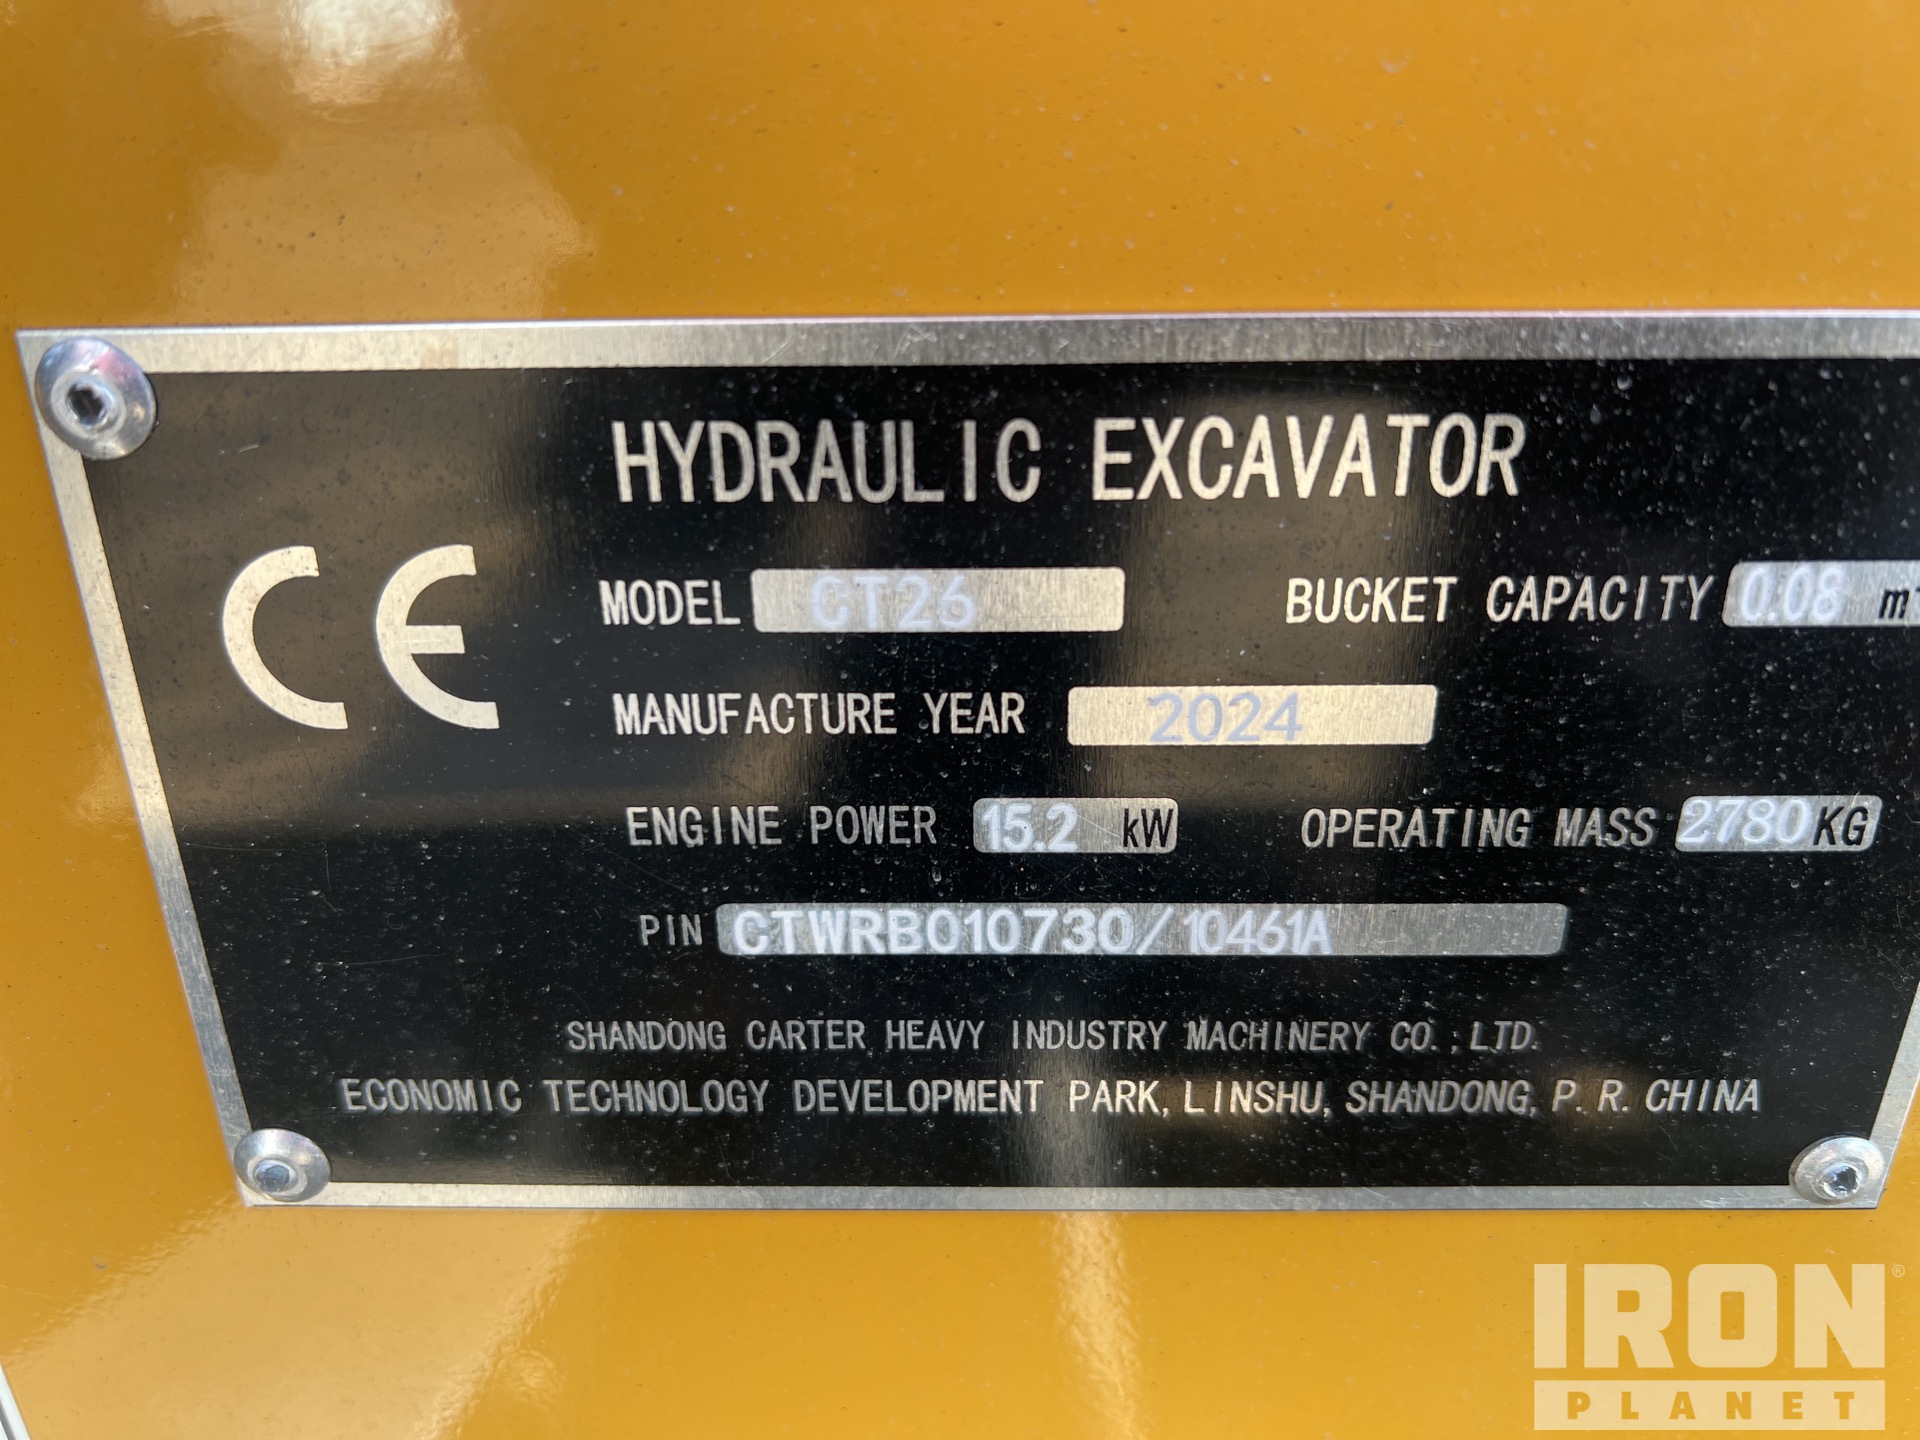 HYDRAULIC EXCAVATOR
CE
MODEL CT26 BUCKET CAPACITY 0.08 m
MANUFACTURE YEAR 2024
ENGINE POWER 15.2 kW OPERATING MASS 2780KG
PIN CTWRB010730/10461A
SHANDONG CARTER HEAVY INDUSTRY MACHINERY CO.,LTD.
ECONOMIC TECHNOLOGY DEVELOPMENT PARK, LINSHU, SHANDONG, P. R. CHINA
IRON®
PLANET